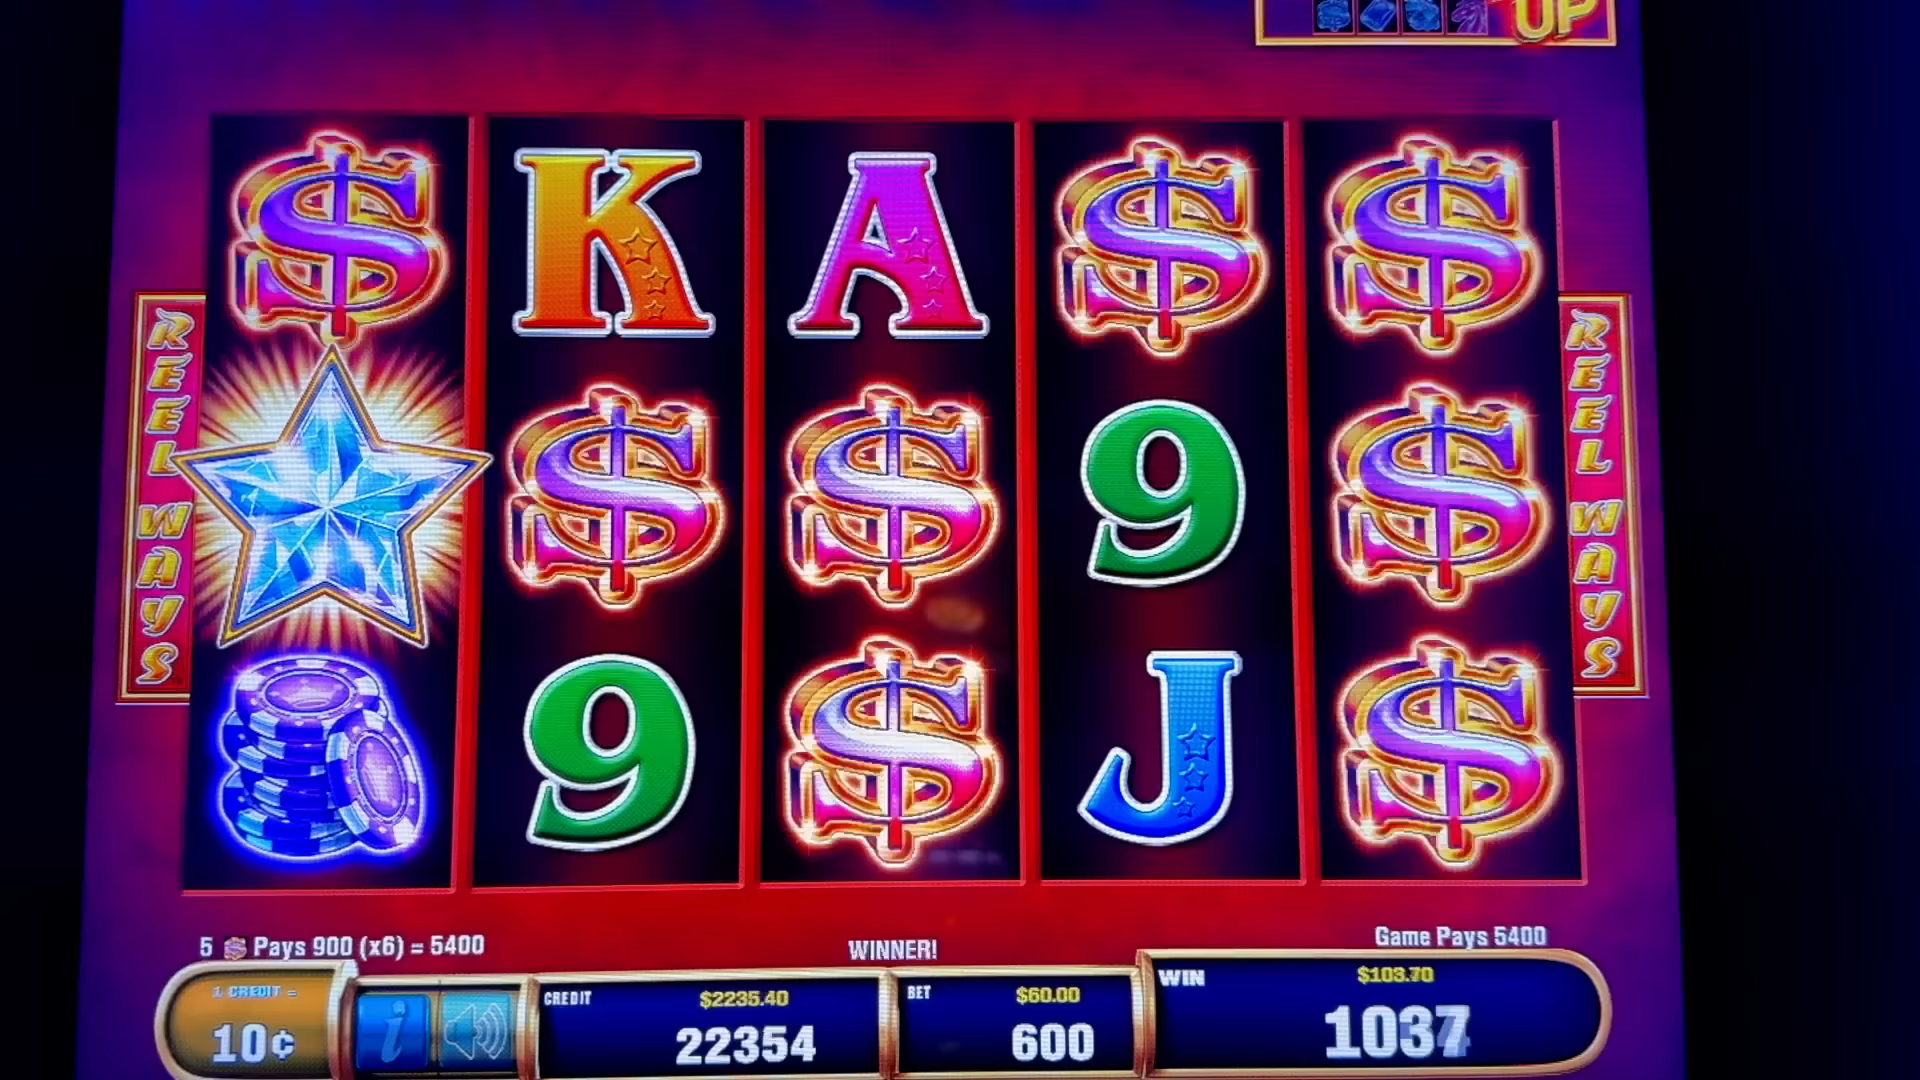 UP
K A
REEL WAYS
REEL WAYS
9
9
J
5 Pays 900 (x6) = 5400
WINNER!
Game Pays 5400
1 CREDIT =
10¢
i
CREDIT
$2235.40
22354
BET
$60.00
600
WIN
$103.70
1037